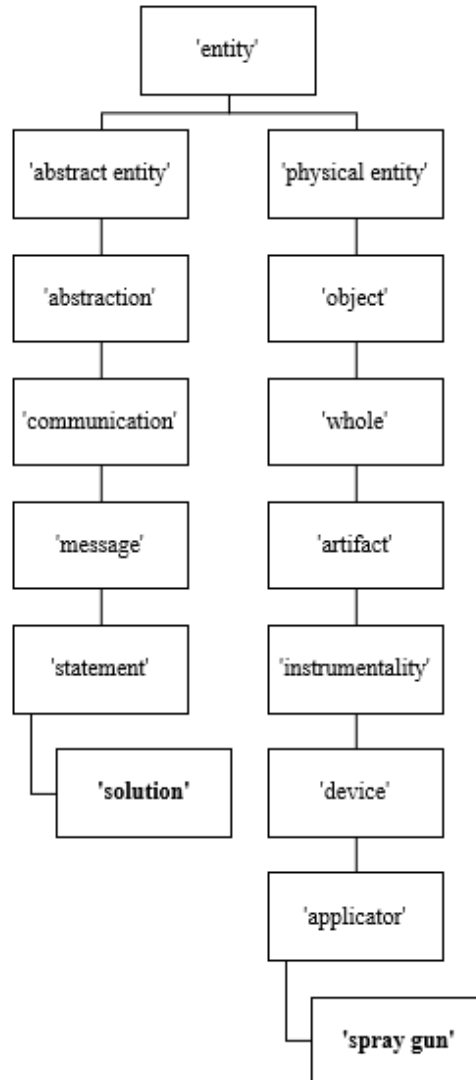 'entity'
'abstract entity'
'physical entity'
'abstraction'
'object'
'communication'
'whole'
'message'
'artifact'
'statement'
'instrumentality'
'solution'
'device'
'applicator'
'spray gun'